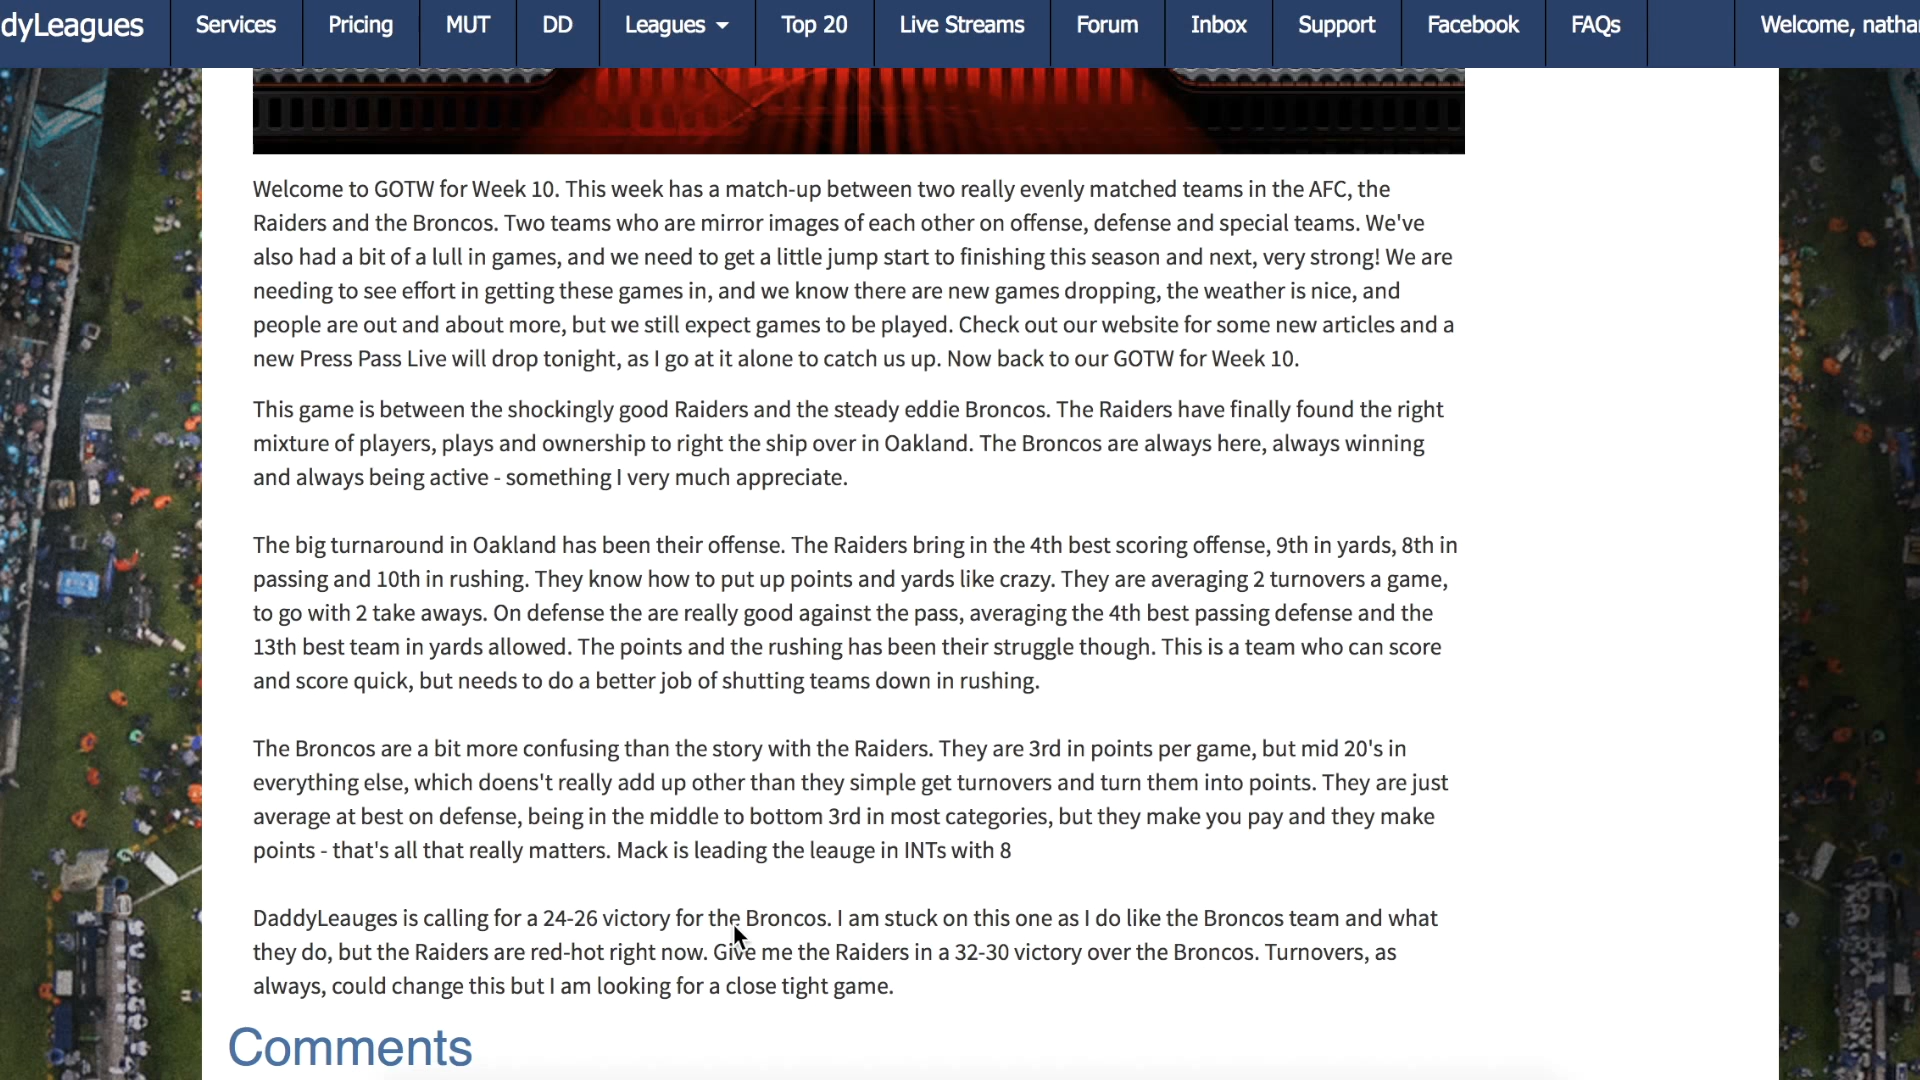 dyLeagues Services Pricing MUT DD Leagues Top 20 Live Streams Forum Inbox Support Facebook FAQs Welcome, nathan
Welcome to GOTW for Week 10. This week has a match-up between two really evenly matched teams in the AFC, the
Raiders and the Broncos. Two teams who are mirror images of each other on offense, defense and special teams. We've
also had a bit of a lull in games, and we need to get a little jump start to finishing this season and next, very strong! We are
needing to see effort in getting these games in, and we know there are new games dropping, the weather is nice, and
people are out and about more, but we still expect games to be played. Check out our website for some new articles and a
new Press Pass Live will drop tonight, as I go at it alone to catch us up. Now back to our GOTW for Week 10.
This game is between the shockingly good Raiders and the steady eddie Broncos. The Raiders have finally found the right
mixture of players, plays and ownership to right the ship over in Oakland. The Broncos are always here, always winning
and always being active - something I very much appreciate.
The big turnaround in Oakland has been their offense. The Raiders bring in the 4th best scoring offense, 9th in yards, 8th in
passing and 10th in rushing. They know how to put up points and yards like crazy. They are averaging 2 turnovers a game,
to go with 2 take aways. On defense the are really good against the pass, averaging the 4th best passing defense and the
13th best team in yards allowed. The points and the rushing has been their struggle though. This is a team who can score
and score quick, but needs to do a better job of shutting teams down in rushing.
The Broncos are a bit more confusing than the story with the Raiders. They are 3rd in points per game, but mid 20's in
everything else, which doens't really add up other than they simple get turnovers and turn them into points. They are just
average at best on defense, being in the middle to bottom 3rd in most categories, but they make you pay and they make
points - that's all that really matters. Mack is leading the leauge in INTs with 8
DaddyLeauges is calling for a 24-26 victory for the Broncos. I am stuck on this one as I do like the Broncos team and what
they do, but the Raiders are red-hot right now. Give me the Raiders in a 32-30 victory over the Broncos. Turnovers, as
always, could change this but I am looking for a close tight game.
Comments